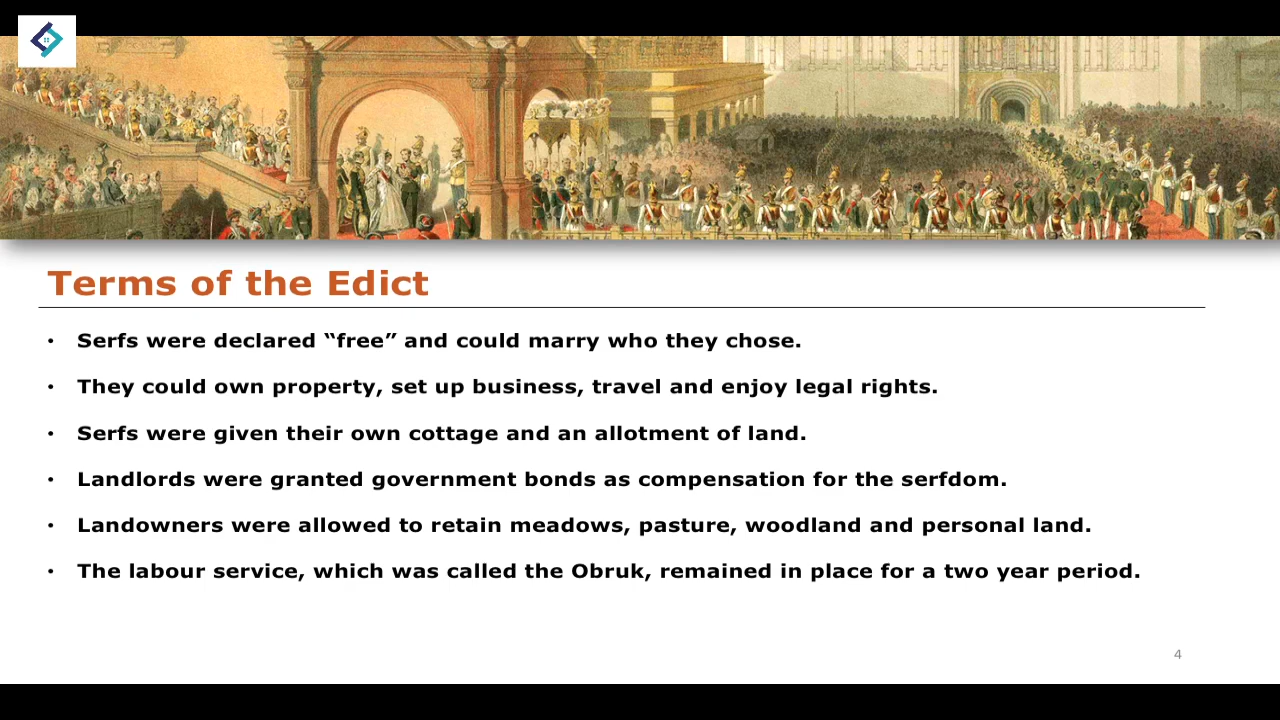 Terms of the Edict
• Serfs were declared “free” and could marry who they chose.
• They could own property, set up business, travel and enjoy legal rights.
• Serfs were given their own cottage and an allotment of land.
• Landlords were granted government bonds as compensation for the serfdom.
• Landowners were allowed to retain meadows, pasture, woodland and personal land.
• The labour service, which was called the Obruk, remained in place for a two year period.
4